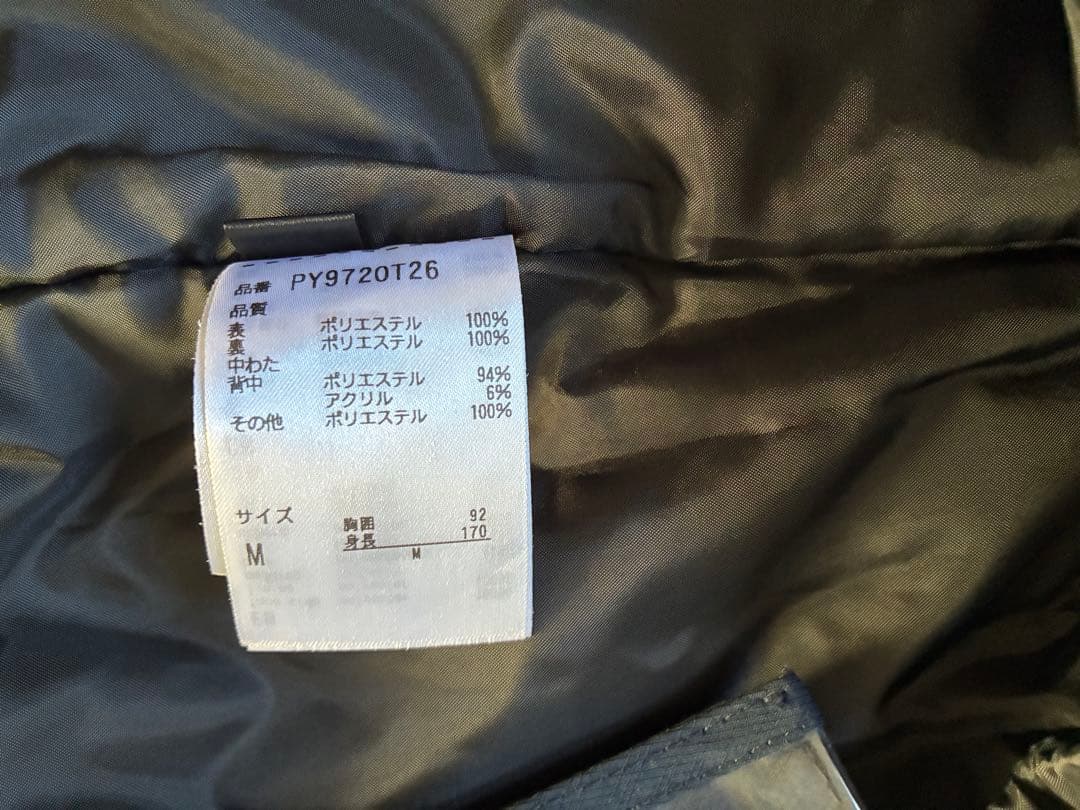 品番 PY9720T26
品質
表 ポリエステル 100%
裏 ポリエステル 100%
中わた
背中 ポリエステル 94%
アクリル 6%
その他 ポリエステル 100%
サイズ
M
胸囲 92
身長 170
M